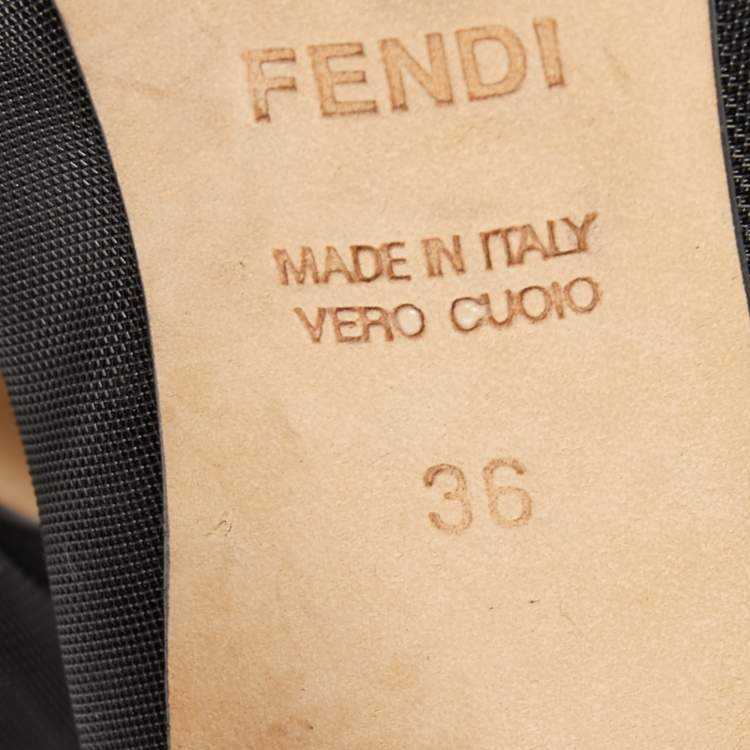 FENDI
MADE IN ITALY
VERO CUOIO
36